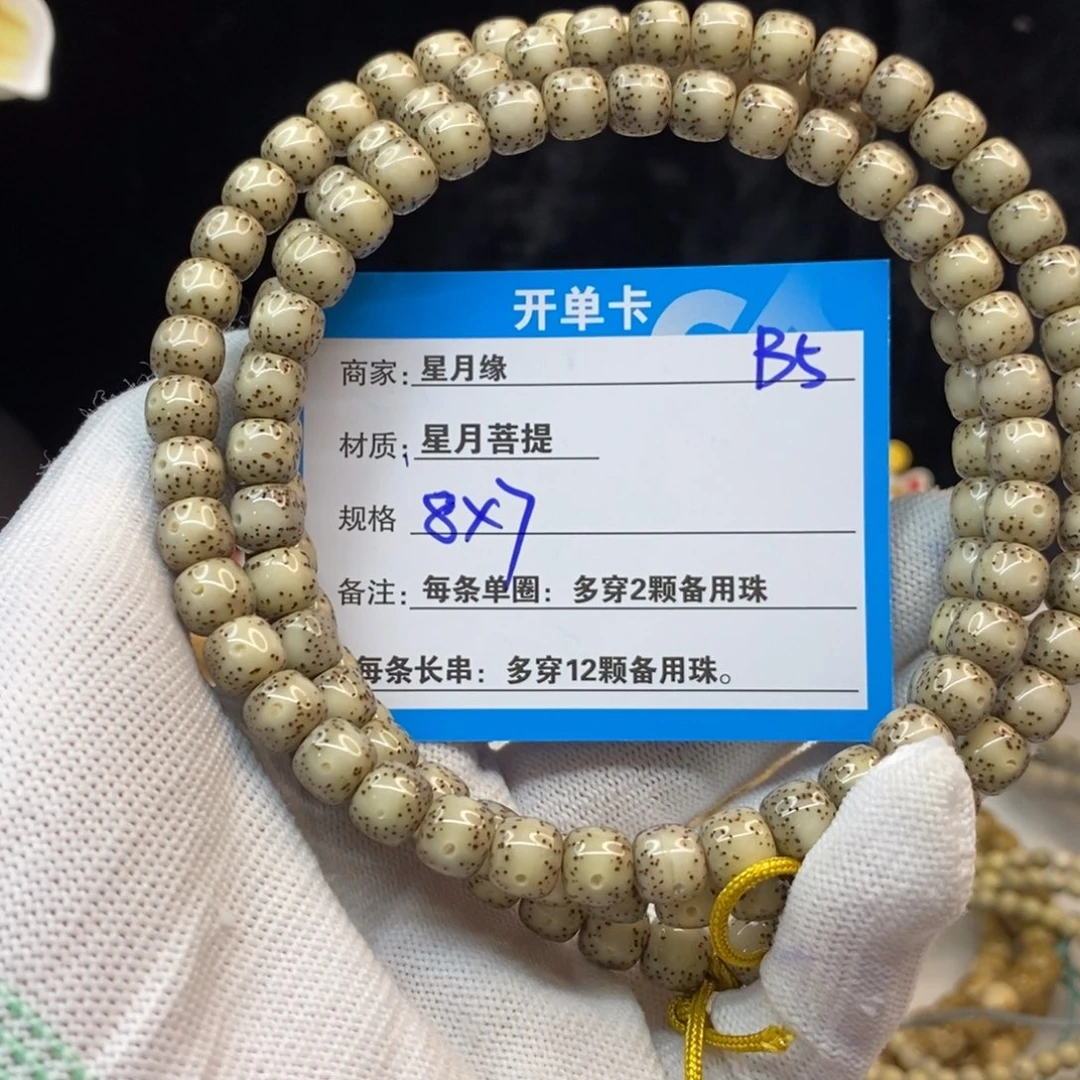 开单卡
B5
商家：星月缘
材质：星月菩提
规格 8x7
备注：每条单圈：多穿2颗备用珠
每条长串：多穿12颗备用珠。